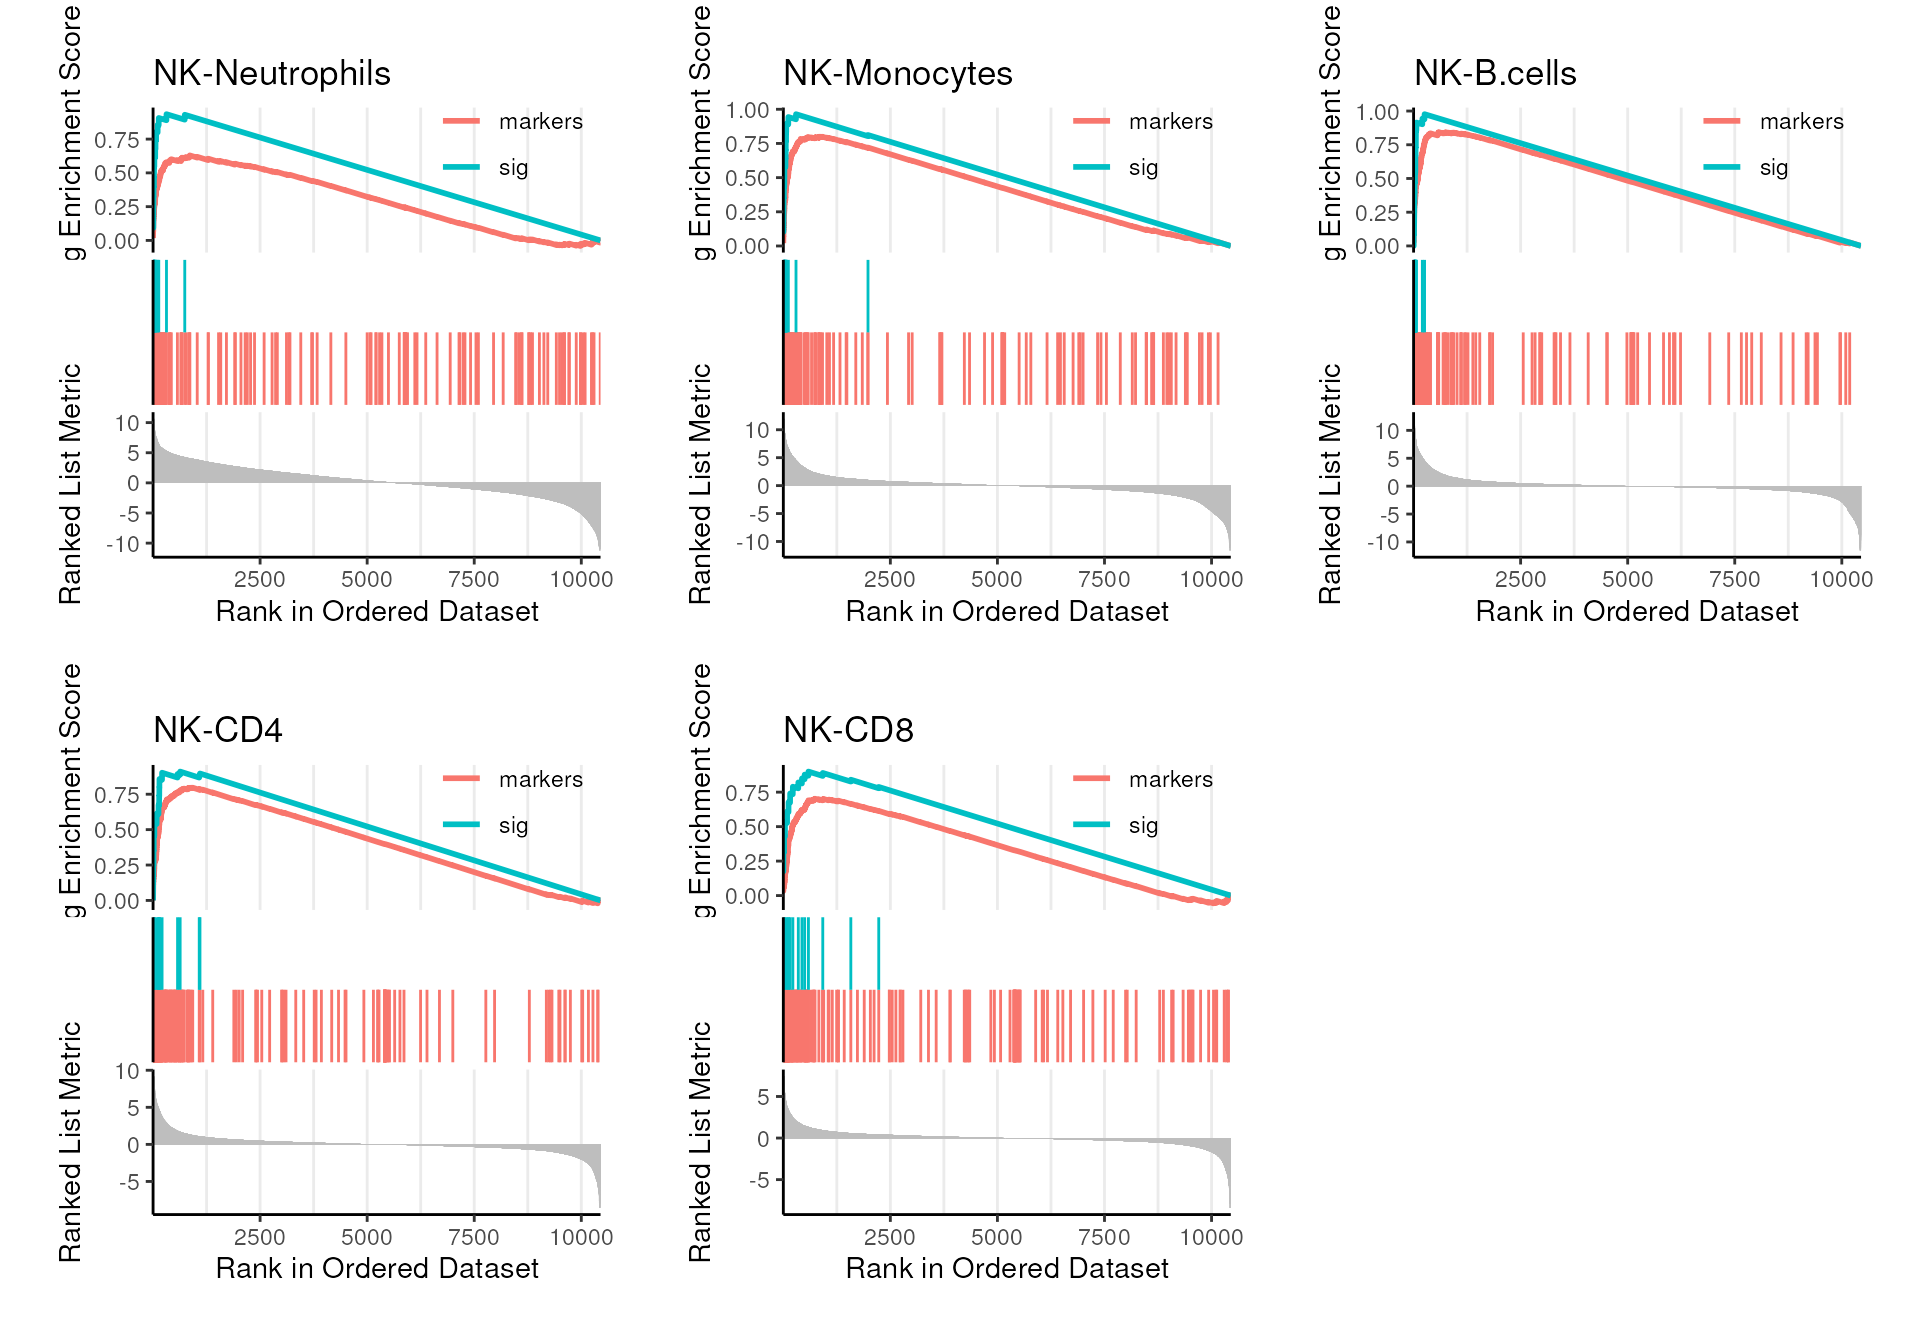 NK-Neutrophils
g Enrichment Score
0.75
0.50
0.25
0.00
markers
sig
Ranked List Metric
10
5
0
-5
-10
2500 5000 7500 10000
Rank in Ordered Dataset
NK-Monocytes
g Enrichment Score
1.00
0.75
0.50
0.25
0.00
markers
sig
Ranked List Metric
10
5
0
-5
-10
2500 5000 7500 10000
Rank in Ordered Dataset
NK-B.cells
g Enrichment Score
1.00
0.75
0.50
0.25
0.00
markers
sig
Ranked List Metric
10
5
0
-5
-10
2500 5000 7500 10000
Rank in Ordered Dataset
NK-CD4
g Enrichment Score
0.75
0.50
0.25
0.00
markers
sig
Ranked List Metric
10
5
0
-5
2500 5000 7500 10000
Rank in Ordered Dataset
NK-CD8
g Enrichment Score
0.75
0.50
0.25
0.00
markers
sig
Ranked List Metric
5
0
-5
2500 5000 7500 10000
Rank in Ordered Dataset